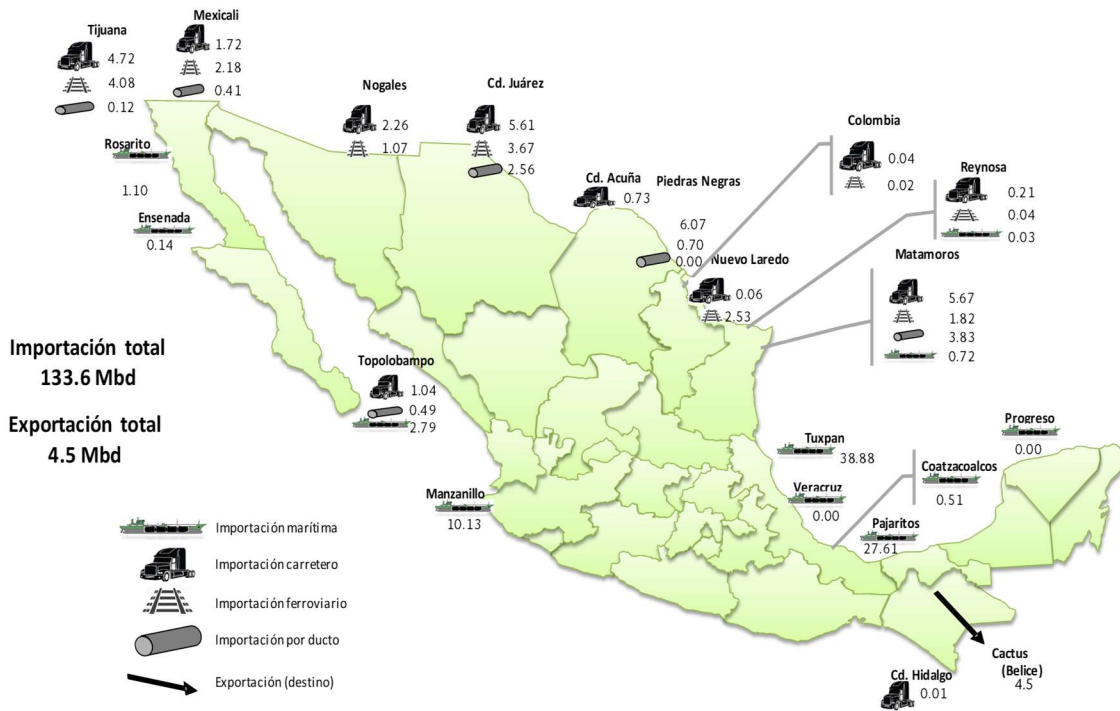 Tijuana
4.72
4.08
0.12
Mexicali
1.72
2.18
0.41
Nogales
2.26
1.07
Cd. Juárez
5.61
3.67
2.56
Rosarito
1.10
Ensenada
0.14
Cd. Acuña
0.73
Piedras Negras
6.07
0.70
0.00
Nuevo Laredo
0.06
2.53
Colombia
0.04
0.02
Reynosa
0.21
0.04
0.03
Matamoros
5.67
1.82
3.83
0.72
Importación total
133.6 Mbd
Exportación total
4.5 Mbd
Topolobampo
1.04
0.49
2.79
Manzanillo
10.13
Tuxpan
38.88
Veracruz
0.00
Progreso
0.00
Coatzacoalcos
0.51
Pajaritos
27.61
Importación marítima
Importación carretero
Importación ferroviario
Importación por ducto
Exportación (destino)
Cactus
(Belice)
4.5
Cd. Hidalgo
0.01